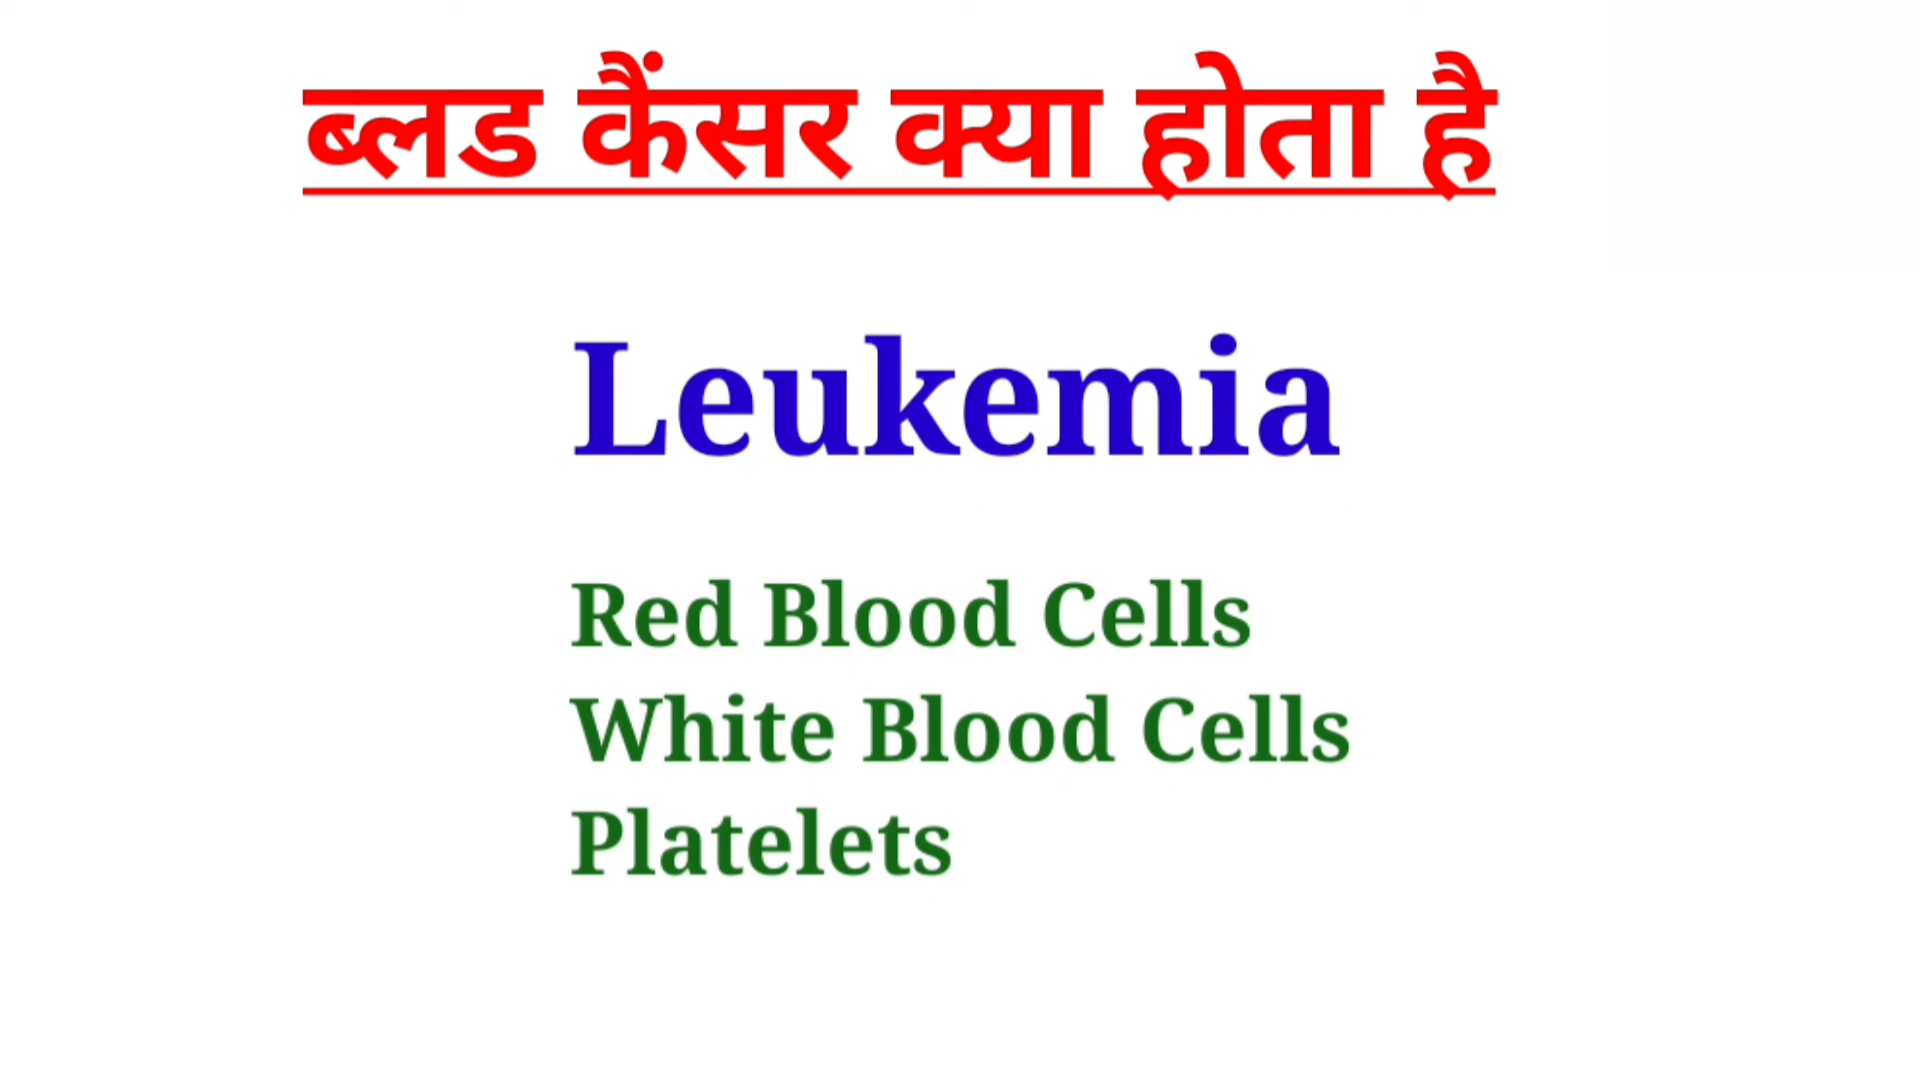 ब्लड कैंसर क्या होता है
Leukemia
Red Blood Cells
White Blood Cells
Platelets